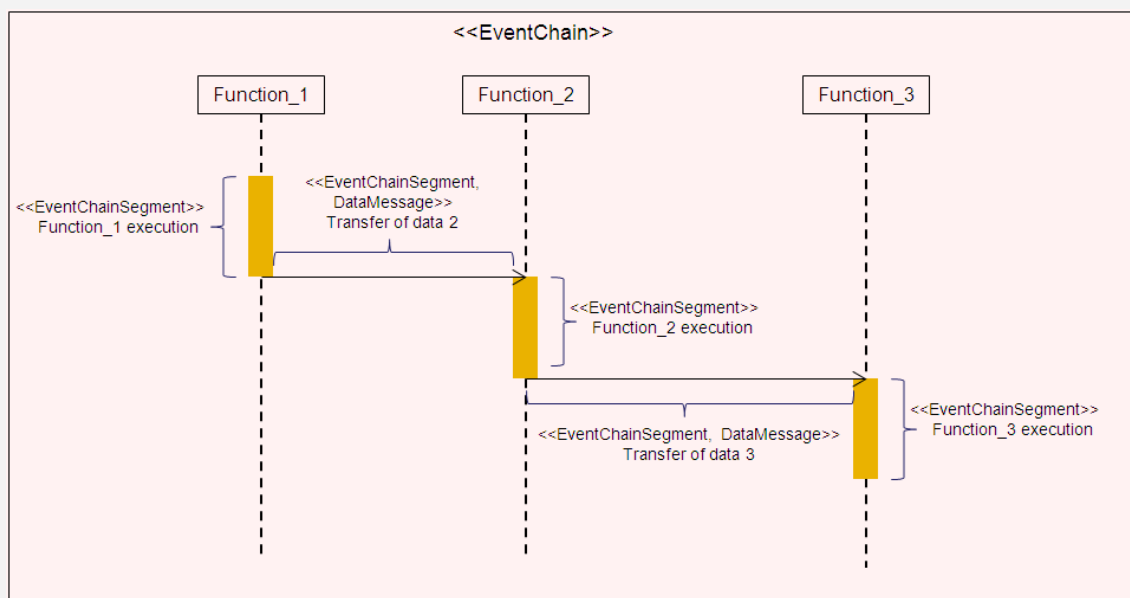 <<EventChain>>
Function_1
Function_2
Function_3
<<EventChainSegment,
DataMessage>>
Transfer of data 2
<<EventChainSegment>>
Function_1 execution
<<EventChainSegment>>
Function_2 execution
<<EventChainSegment>>
Function_3 execution
<<EventChainSegment, DataMessage>>
Transfer of data 3